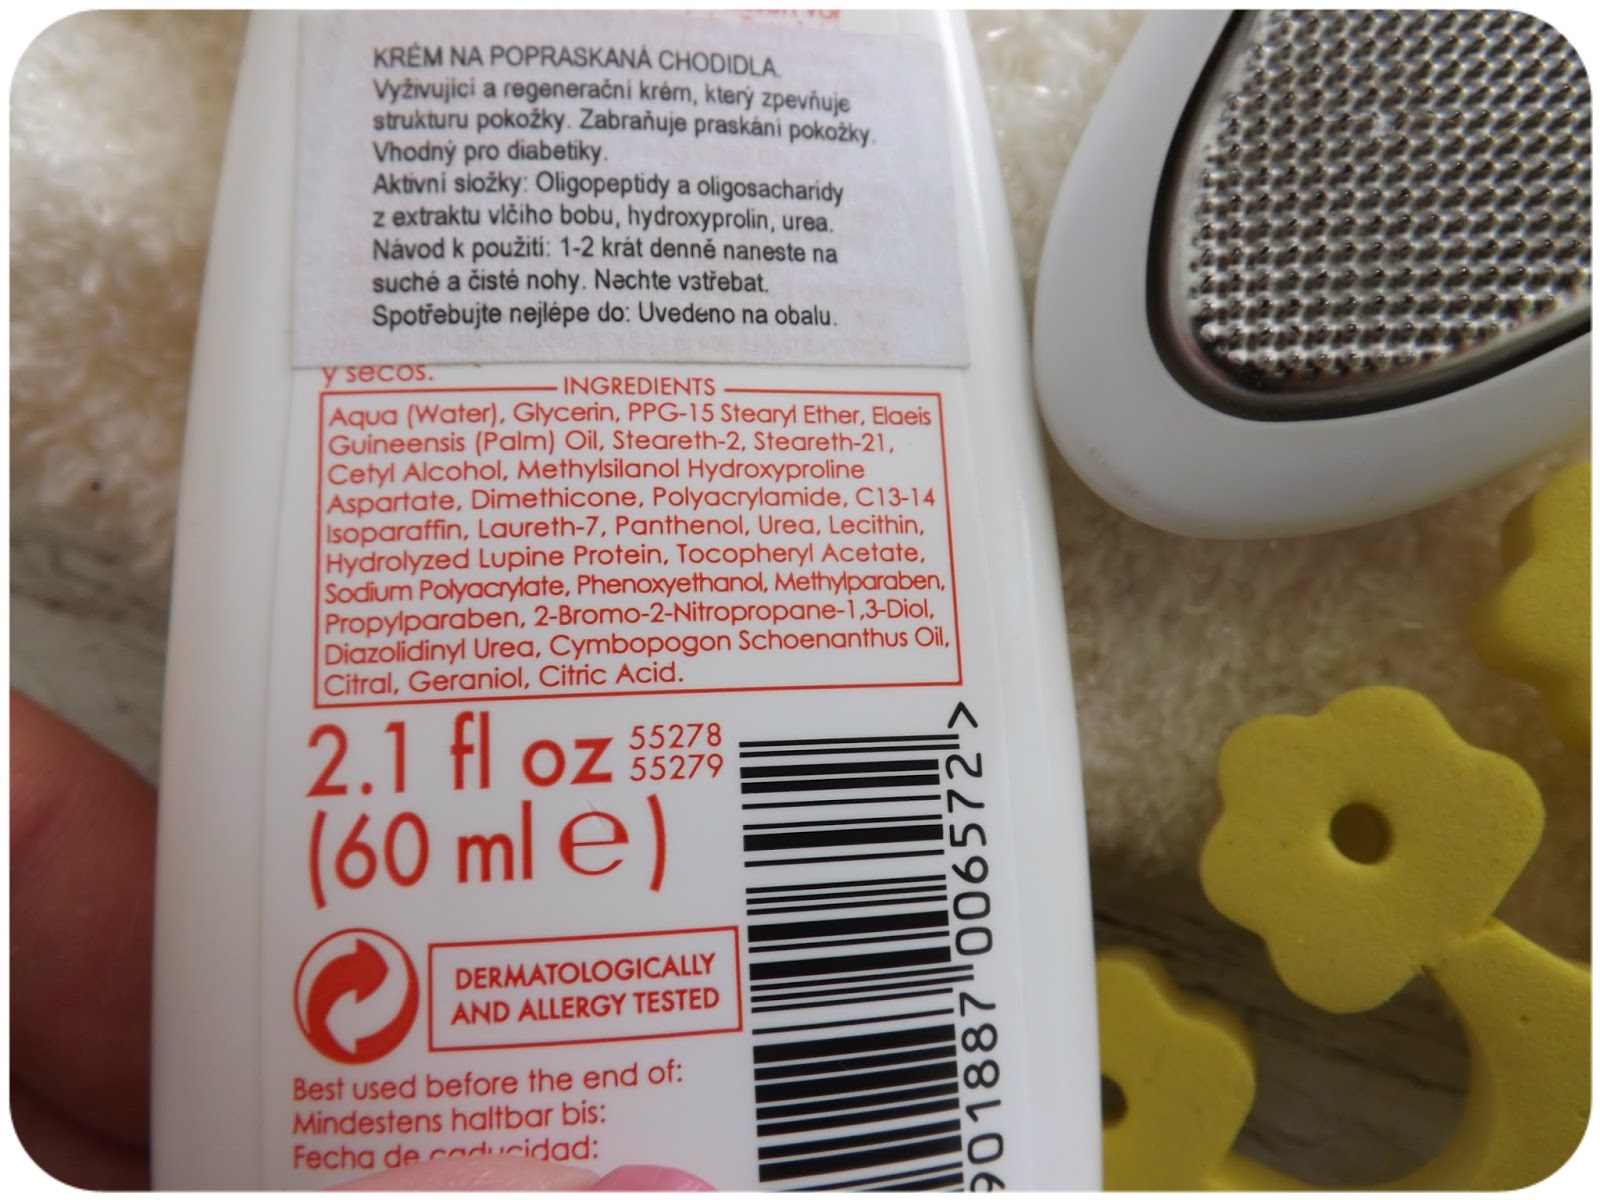 KRÉM NA POPRASKANÁ CHODIDLA.
Vyživující a regenerační krém, který zpevňuje
strukturu pokožky. Zabraňuje praskání pokožky.
Vhodný pro diabetiky.
Aktivní složky: Oligopeptidy a oligosacharidy
z extraktu vlčího bobu, hydroxyprolin, urea.
Návod k použití: 1-2 krát denně naneste na
suché a čisté nohy. Nechte vstřebat.
Spotřebujte nejlépe do: Uvedeno na obalu.
y secos.
INGREDIENTS
Aqua (Water), Glycerin, PPG-15 Stearyl Ether, Elaeis
Guineensis (Palm) Oil, Steareth-2, Steareth-21,
Cetyl Alcohol, Methylsilanol Hydroxyproline
Aspartate, Dimethicone, Polyacrylamide, C13-14
Isoparaffin, Laureth-7, Panthenol, Urea, Lecithin,
Hydrolyzed Lupine Protein, Tocopheryl Acetate,
Sodium Polyacrylate, Phenoxyethanol, Methylparaben,
Propylparaben, 2-Bromo-2-Nitropropane-1,3-Diol,
Diazolidinyl Urea, Cymbopogon Schoenanthus Oil,
Citral, Geraniol, Citric Acid.
2.1 fl oz 55278
55279
(60 ml e)
DERMATOLOGICALLY
AND ALLERGY TESTED
Best used before the end of:
Mindestens haltbar bis:
Fecha de caducidad:
901887 006572 >